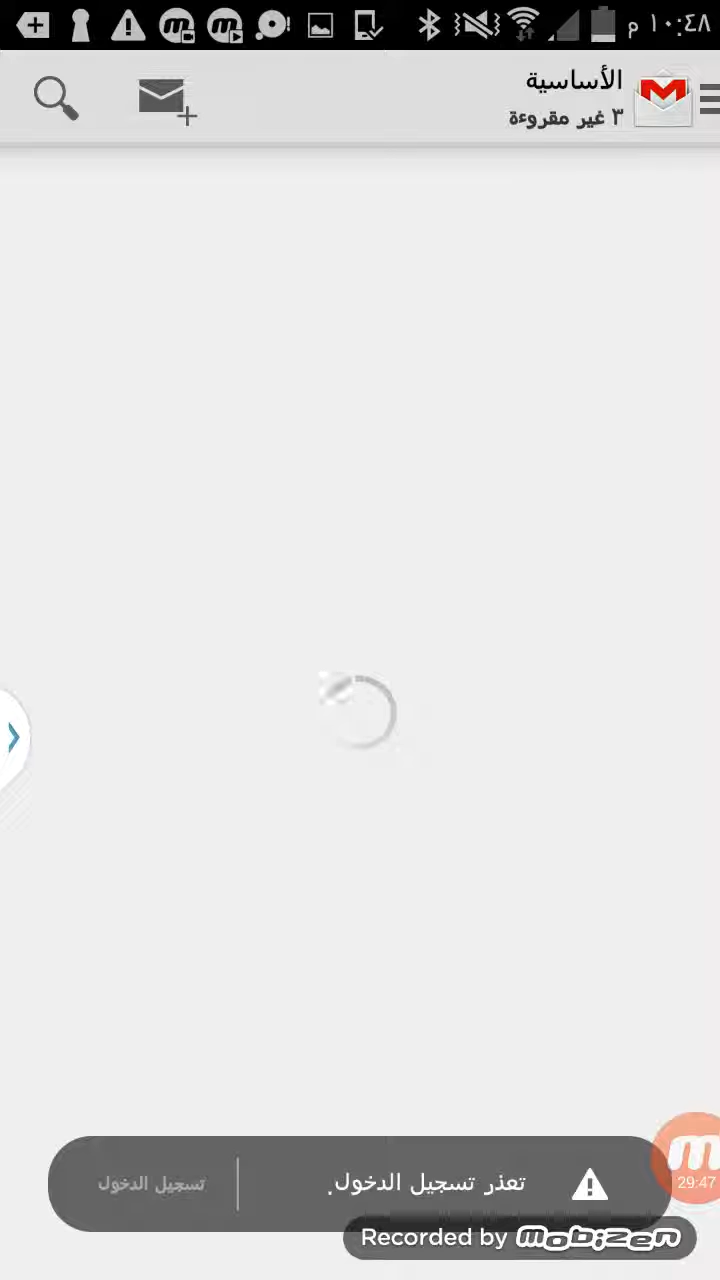 ١٠:٤٨ م
الأساسية
٣ غير مقروءة
تعذر تسجيل الدخول.
تسجيل الدخول
29:47
Recorded by mobizen